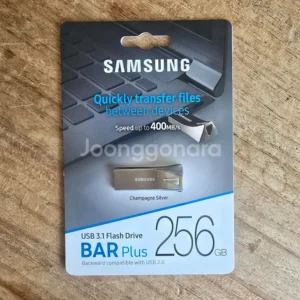 SAMSUNG
Quickly transfer files
between devices
Speed up to 400MB/s
Joonggonara
SAMSUNG
Champagne Silver
USB 3.1 Flash Drive
BAR Plus 256GB
Backward compatible with USB 2.0